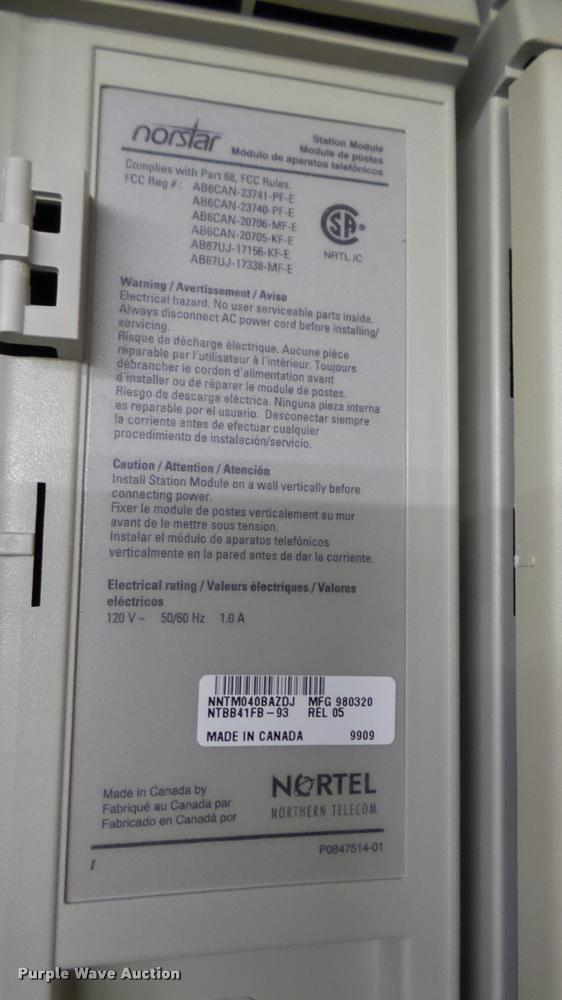 norstar
Station Module
Module de postes
Módulo de aparatos telefónicos
Complies with Part 68, FCC Rules.
FCC Reg # : AB6CAN-23741-PF-E
AB6CAN-23740-PF-E
AB6CAN-20706-MF-E
AB6CAN-20705-KF-E
AB67UJ-17156-KF-E
AB67UJ-17338-MF-E
SA
NRTL /C
Warning / Avertissement / Aviso
Electrical hazard. No user serviceable parts inside.
Always disconnect AC power cord before installing/
servicing.
Risque de décharge électrique. Aucune pièce
réparable par l'utilisateur à l'intérieur. Toujours
débrancher le cordon d'alimentation avant
d'installer ou de réparer le module de postes.
Riesgo de descarga eléctrica. Ninguna pieza interna
es reparable por el usuario. Desconectar siempre
la corriente antes de efectuar cualquier
procedimiento de instalación/servicio.
Caution / Attention / Atención
Install Station Module on a wall vertically before
connecting power.
Fixer le module de postes verticalement au mur
avant de le mettre sous tension.
Instalar el módulo de aparatos telefónicos
verticalmente en la pared antes de dar la corriente.
Electrical rating / Valeurs électriques / Valores
eléctricos
120 V ~ 50/60 Hz 1.0 A
NNTM040BAZDJ MFG 980320
NTBB41FB-93 REL 05
MADE IN CANADA 9909
Made in Canada by
Fabriqué au Canada par
Fabricado en Canadá por
NORTEL
NORTHERN TELECOM
P0847514-01
I
Purple Wave Auction